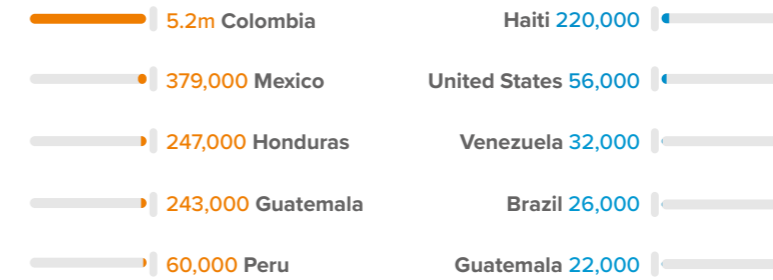 5.2m Colombia
Haiti 220,000
379,000 Mexico
United States 56,000
247,000 Honduras
Venezuela 32,000
243,000 Guatemala
Brazil 26,000
60,000 Peru
Guatemala 22,000